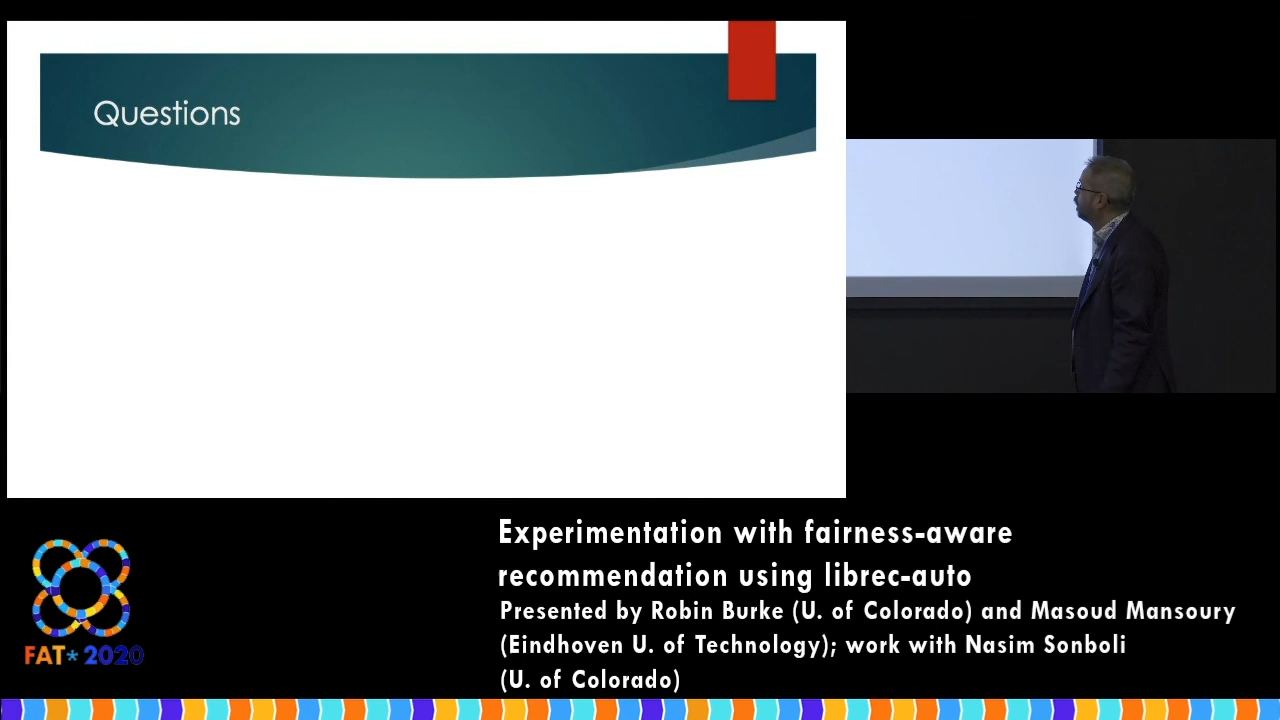 Questions
Experimentation with fairness-aware
recommendation using librec-auto
Presented by Robin Burke (U. of Colorado) and Masoud Mansoury
(Eindhoven U. of Technology); work with Nasim Sonboli
(U. of Colorado)
FAT* 2020